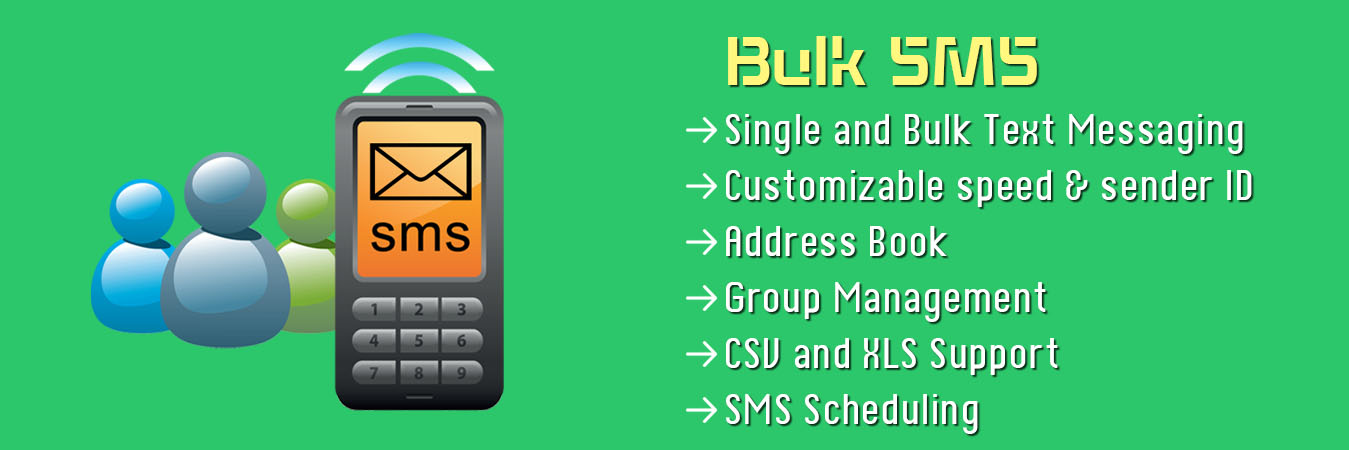 Bulk SMS
→Single and Bulk Text Messaging
→Customizable speed & sender ID
→Address Book
→Group Management
→CSV and XLS Support
→SMS Scheduling
sms
1 2 3
4 5 6
7 8 9